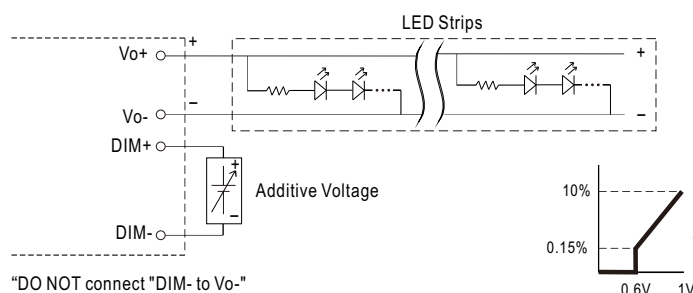 LED Strips
Vo+
+
+
Vo-
−
−
DIM+
+
Additive Voltage
−
DIM-
"DO NOT connect "DIM- to Vo-"
10%
0.15%
0.6V
1V